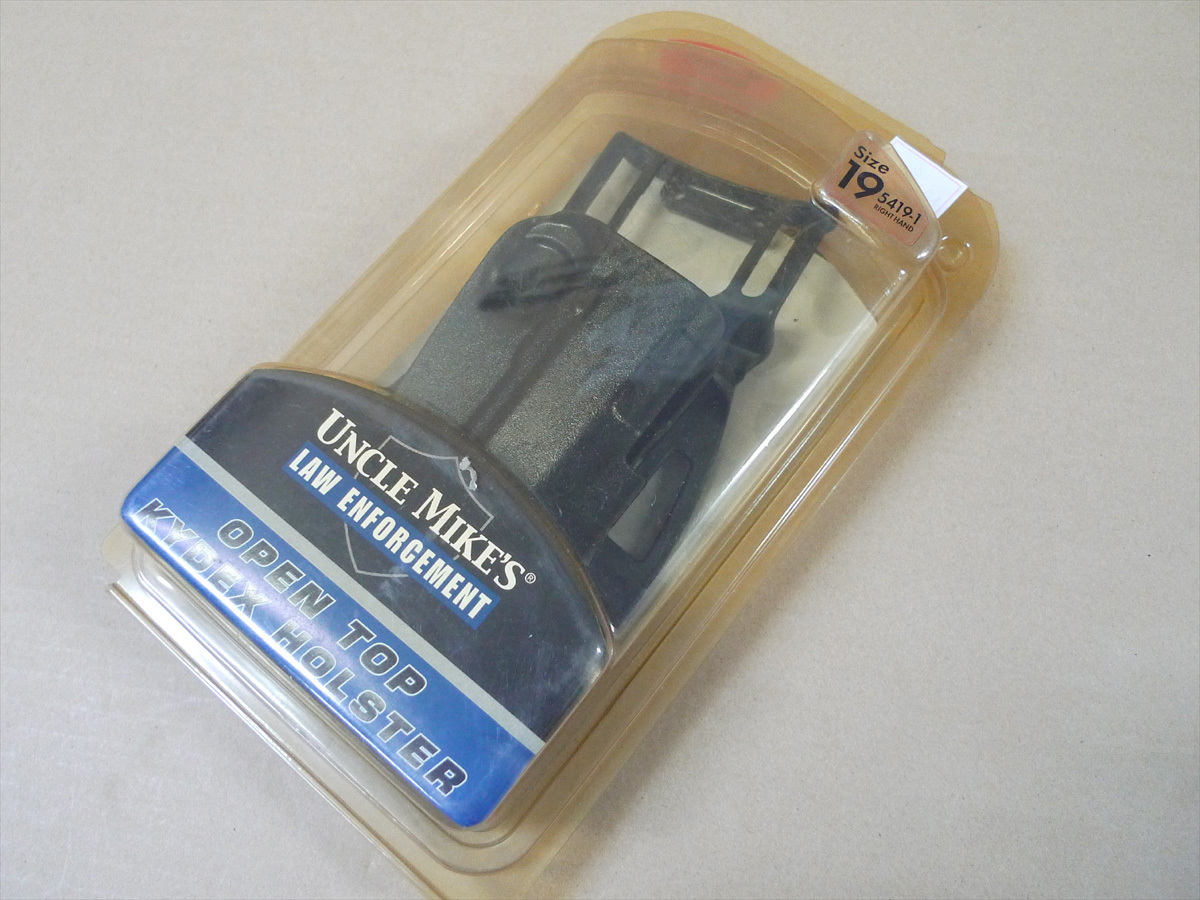 Size
19 5419-1
RIGHT HAND
UNCLE MIKE'S®
LAW ENFORCEMENT
OPEN TOP
KYDEX HOLSTER